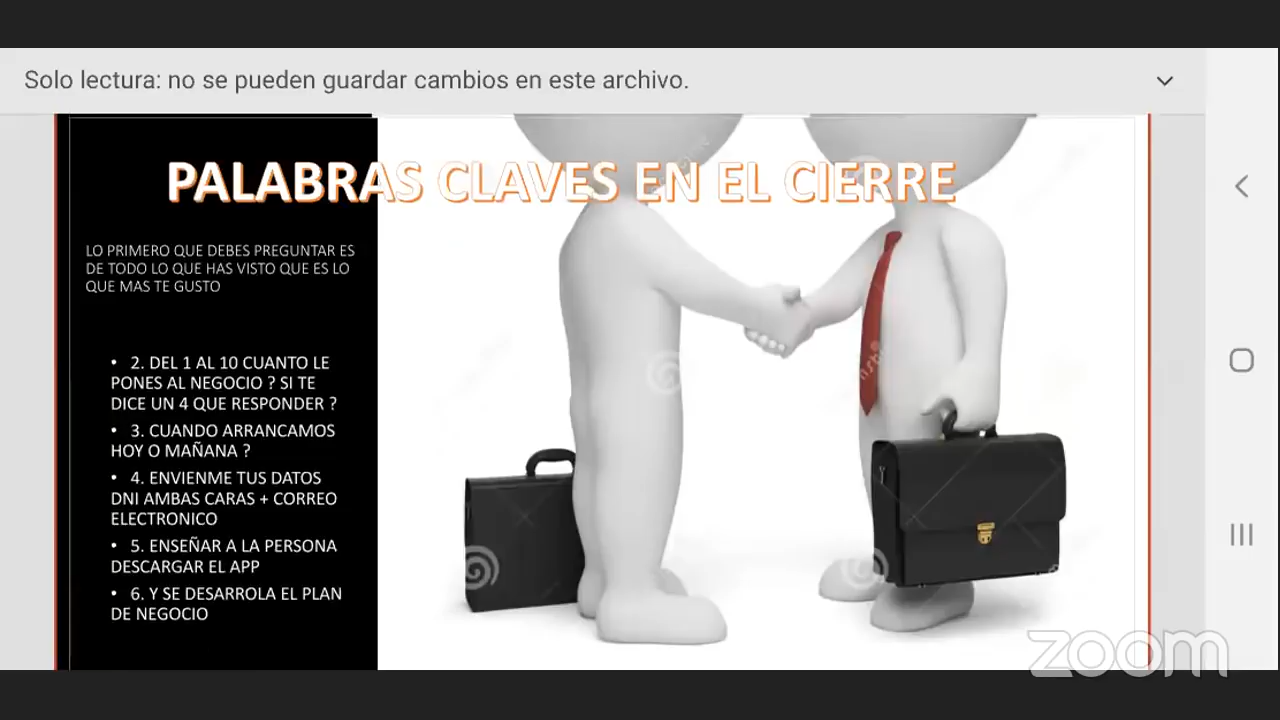 Solo lectura: no se pueden guardar cambios en este archivo.
PALABRAS CLAVES EN EL CIERRE
LO PRIMERO QUE DEBES PREGUNTAR ES
DE TODO LO QUE HAS VISTO QUE ES LO
QUE MAS TE GUSTO
• 2. DEL 1 AL 10 CUANTO LE
PONES AL NEGOCIO ? SI TE
DICE UN 4 QUE RESPONDER ?
• 3. CUANDO ARRANCAMOS
HOY O MAÑANA ?
• 4. ENVIENME TUS DATOS
DNI AMBAS CARAS + CORREO
ELECTRONICO
• 5. ENSEÑAR A LA PERSONA
DESCARGAR EL APP
• 6. Y SE DESARROLA EL PLAN
DE NEGOCIO
zoom